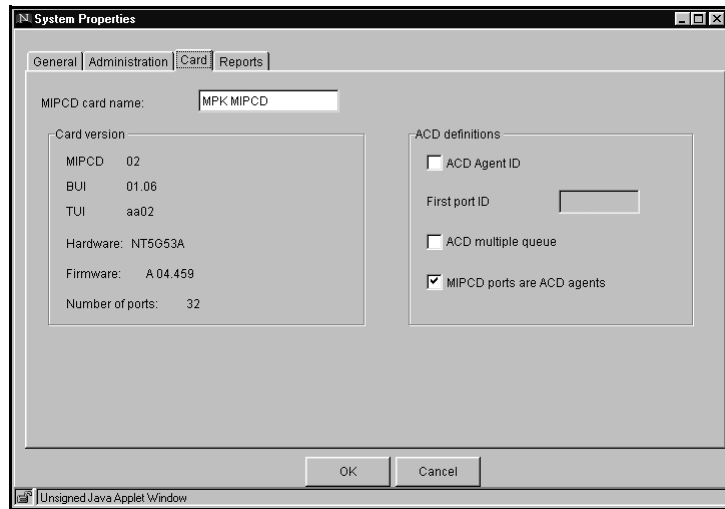 N System Properties
General Administration Card Reports
MIPCD card name: MPK MIPCD
Card version
MIPCD 02
BUI 01.06
TUI aa02
Hardware: NT5G53A
Firmware: A 04.459
Number of ports: 32
ACD definitions
ACD Agent ID
First port ID
ACD multiple queue
MIPCD ports are ACD agents
OK Cancel
Unsigned Java Applet Window